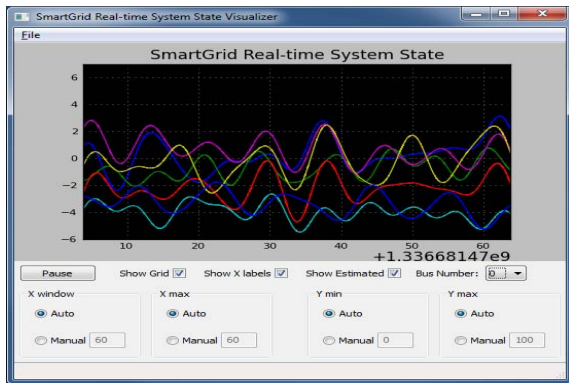 SmartGrid Real-time System State Visualizer
File
SmartGrid Real-time System State
6
4
2
0
−2
−4
−6
10 20 30 40 50 60
+1.33668147e9
Pause Show Grid Show X labels Show Estimated Bus Number: 0
X window X max Y min Y max
Auto Auto Auto Auto
Manual 60 Manual 60 Manual 0 Manual 100